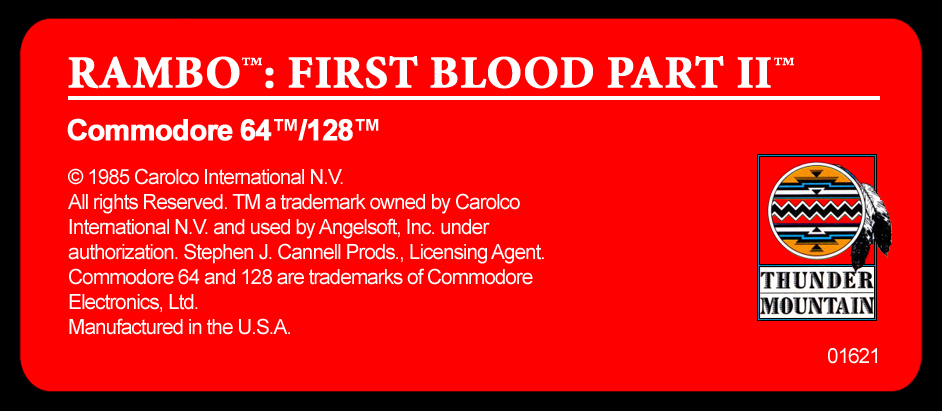 RAMBO™: FIRST BLOOD PART II™
Commodore 64™/128™
© 1985 Carolco International N.V.
All rights Reserved. TM a trademark owned by Carolco
International N.V. and used by Angelsoft, Inc. under
authorization. Stephen J. Cannell Prods., Licensing Agent.
Commodore 64 and 128 are trademarks of Commodore
Electronics, Ltd.
Manufactured in the U.S.A.
THUNDER
MOUNTAIN
01621